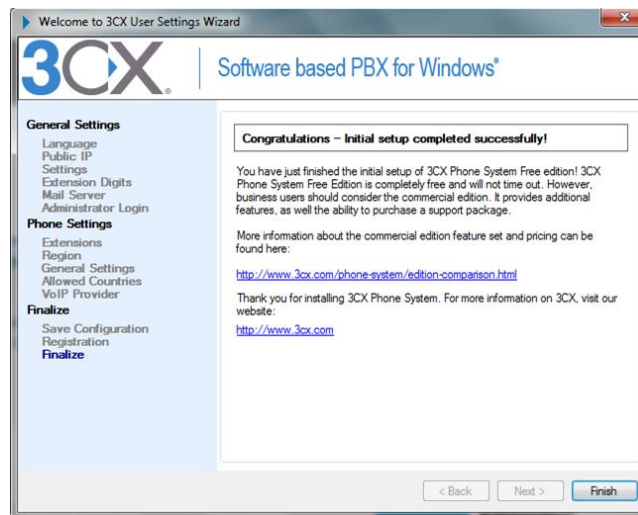 Welcome to 3CX User Settings Wizard
3CX®
Software based PBX for Windows®
General Settings
Language
Public IP
Settings
Extension Digits
Mail Server
Administrator Login
Phone Settings
Extensions
Region
General Settings
Allowed Countries
VoIP Provider
Finalize
Save Configuration
Registration
Finalize
Congratulations – Initial setup completed successfully!
You have just finished the initial setup of 3CX Phone System Free edition! 3CX
Phone System Free Edition is completely free and will not time out. However,
business users should consider the commercial edition. It provides additional
features, as well the ability to purchase a support package.
More information about the commercial edition feature set and pricing can be
found here:
http://www.3cx.com/phone-system/edition-comparison.html
Thank you for installing 3CX Phone System. For more information on 3CX, visit our
website:
http://www.3cx.com
< Back
Next >
Finish